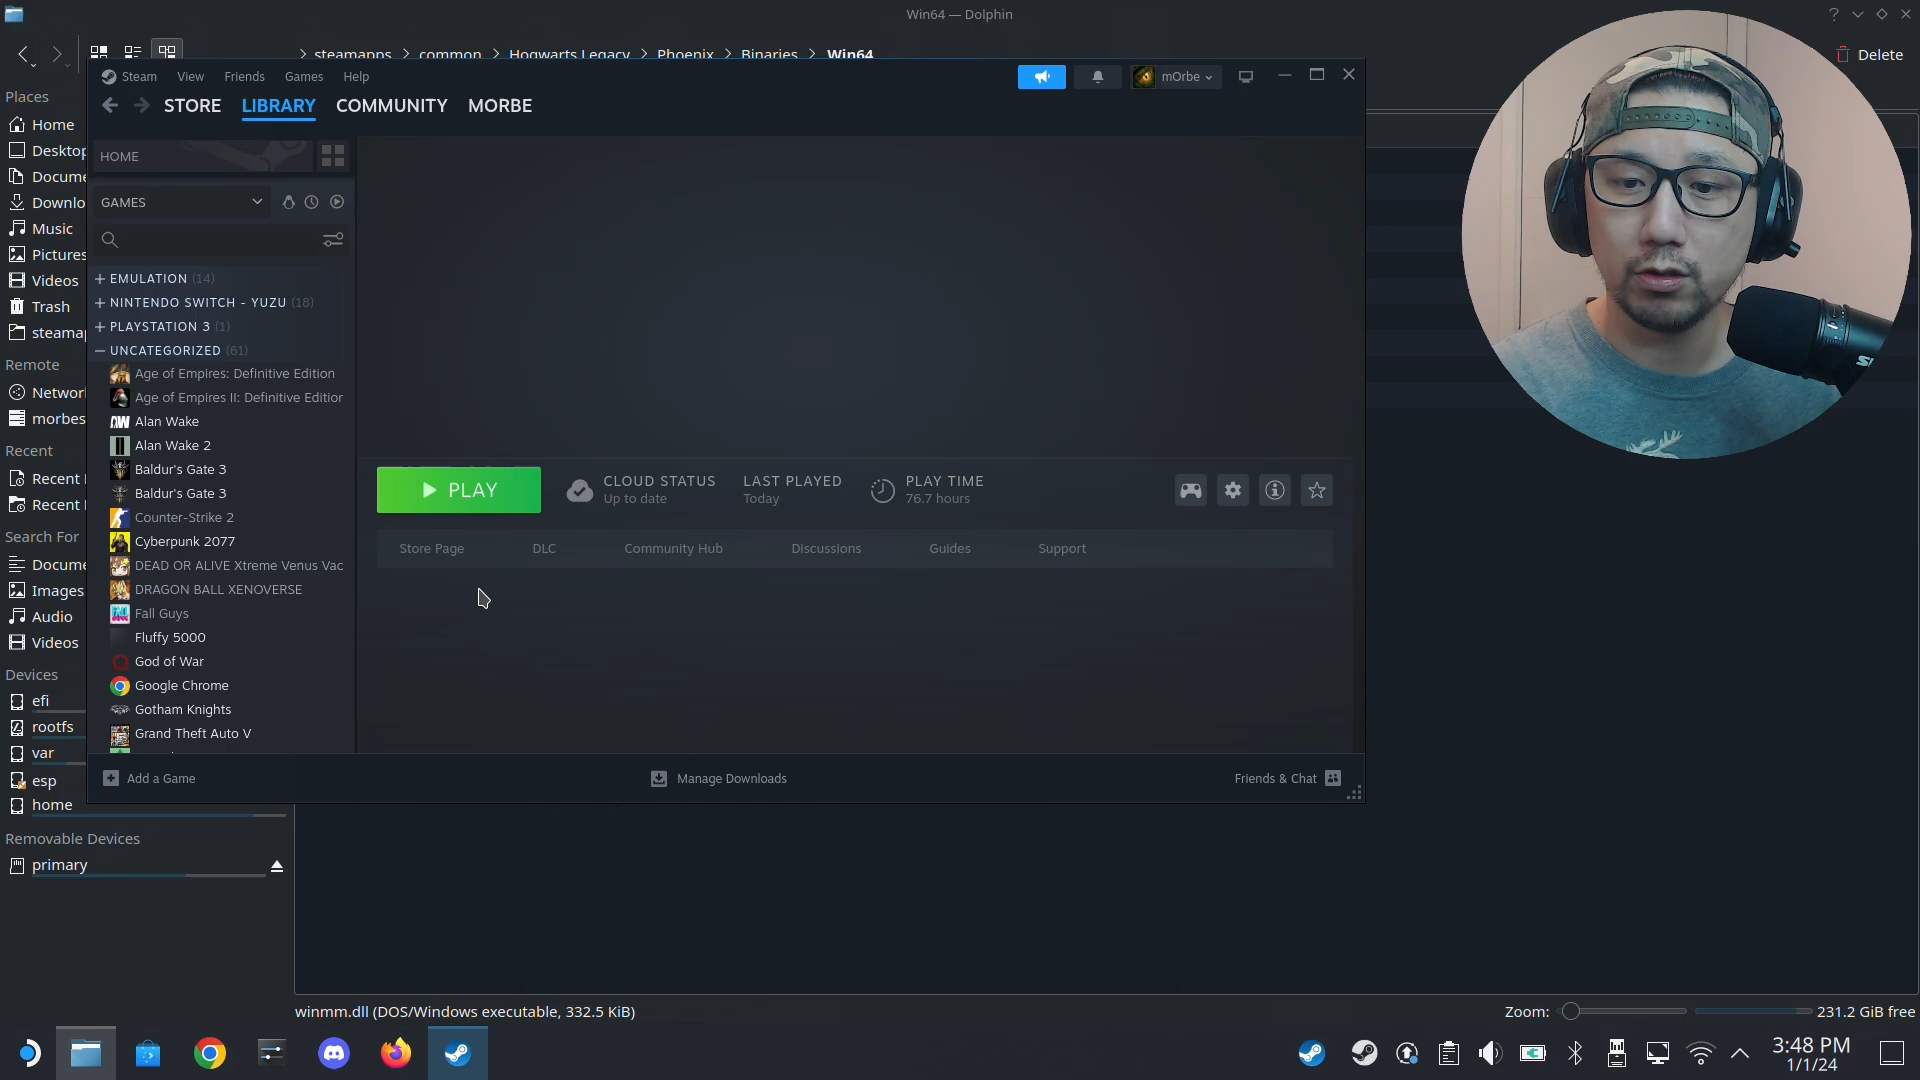 Win64 — Dolphin
steamapps > common > Hogwarts Legacy > Phoenix > Binaries > Win64
Delete
Places
Home
Desktop
Docume
Downlo
Music
Pictures
Videos
Trash
steamap
Remote
Networ
morbes
Recent
Recent
Recent
Search For
Docume
Images
Audio
Videos
Devices
efi
rootfs
var
esp
home
Removable Devices
primary
Steam View Friends Games Help
mOrbe
STORE LIBRARY COMMUNITY MORBE
HOME
GAMES
EMULATION (14)
NINTENDO SWITCH - YUZU (18)
PLAYSTATION 3 (1)
UNCATEGORIZED (61)
Age of Empires: Definitive Edition
Age of Empires II: Definitive Edition
Alan Wake
Alan Wake 2
Baldur's Gate 3
Baldur's Gate 3
Counter-Strike 2
Cyberpunk 2077
DEAD OR ALIVE Xtreme Venus Vac
DRAGON BALL XENOVERSE
Fall Guys
Fluffy 5000
God of War
Google Chrome
Gotham Knights
Grand Theft Auto V
PLAY
CLOUD STATUS
Up to date
LAST PLAYED
Today
PLAY TIME
76.7 hours
Store Page DLC Community Hub Discussions Guides Support
Add a Game
Manage Downloads
Friends & Chat
winmm.dll (DOS/Windows executable, 332.5 KiB)
Zoom:
231.2 GiB free
3:48 PM
1/1/24